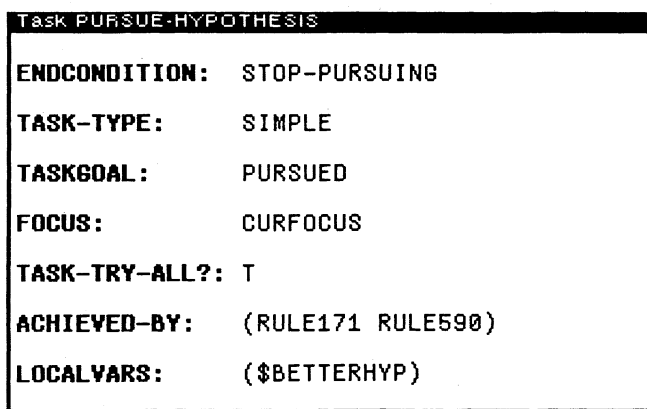 Task PURSUE-HYPOTHESIS
ENDCONDITION: STOP-PURSUING
TASK-TYPE: SIMPLE
TASKGOAL: PURSUED
FOCUS: CURFOCUS
TASK-TRY-ALL?: T
ACHIEVED-BY: (RULE171 RULE590)
LOCALVARS: ($BETTERHYP)